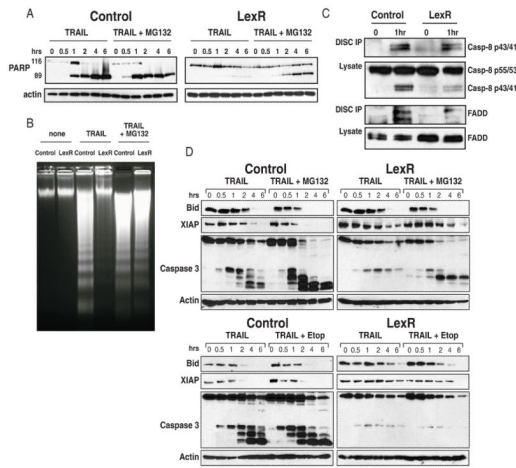 A
Control
LexR
TRAIL TRAIL + MG132 TRAIL TRAIL + MG132
hrs 0 0.5 1 2 4 6 0 0.5 1 2 4 6 0 0.5 1 2 4 6 0 0.5 1 2 4 6
PARP
116
89
actin
B
none TRAIL TRAIL + MG132
Control LexR Control LexR Control LexR
C
Control LexR
0 1hr 0 1hr
DISC IP Casp-8 p43/41
Lysate Casp-8 p55/53
Casp-8 p43/41
DISC IP FADD
Lysate FADD
D
Control LexR
TRAIL TRAIL + MG132 TRAIL TRAIL + MG132
hrs 0 0.5 1 2 4 6 0 0.5 1 2 4 6 0 0.5 1 2 4 6 0 0.5 1 2 4 6
Bid
XIAP
Caspase 3
Actin
Control LexR
TRAIL TRAIL + Etop TRAIL TRAIL + Etop
hrs 0 0.5 1 2 4 6 0 0.5 1 2 4 6 0 0.5 1 2 4 6 0 0.5 1 2 4 6
Bid
XIAP
Caspase 3
Actin